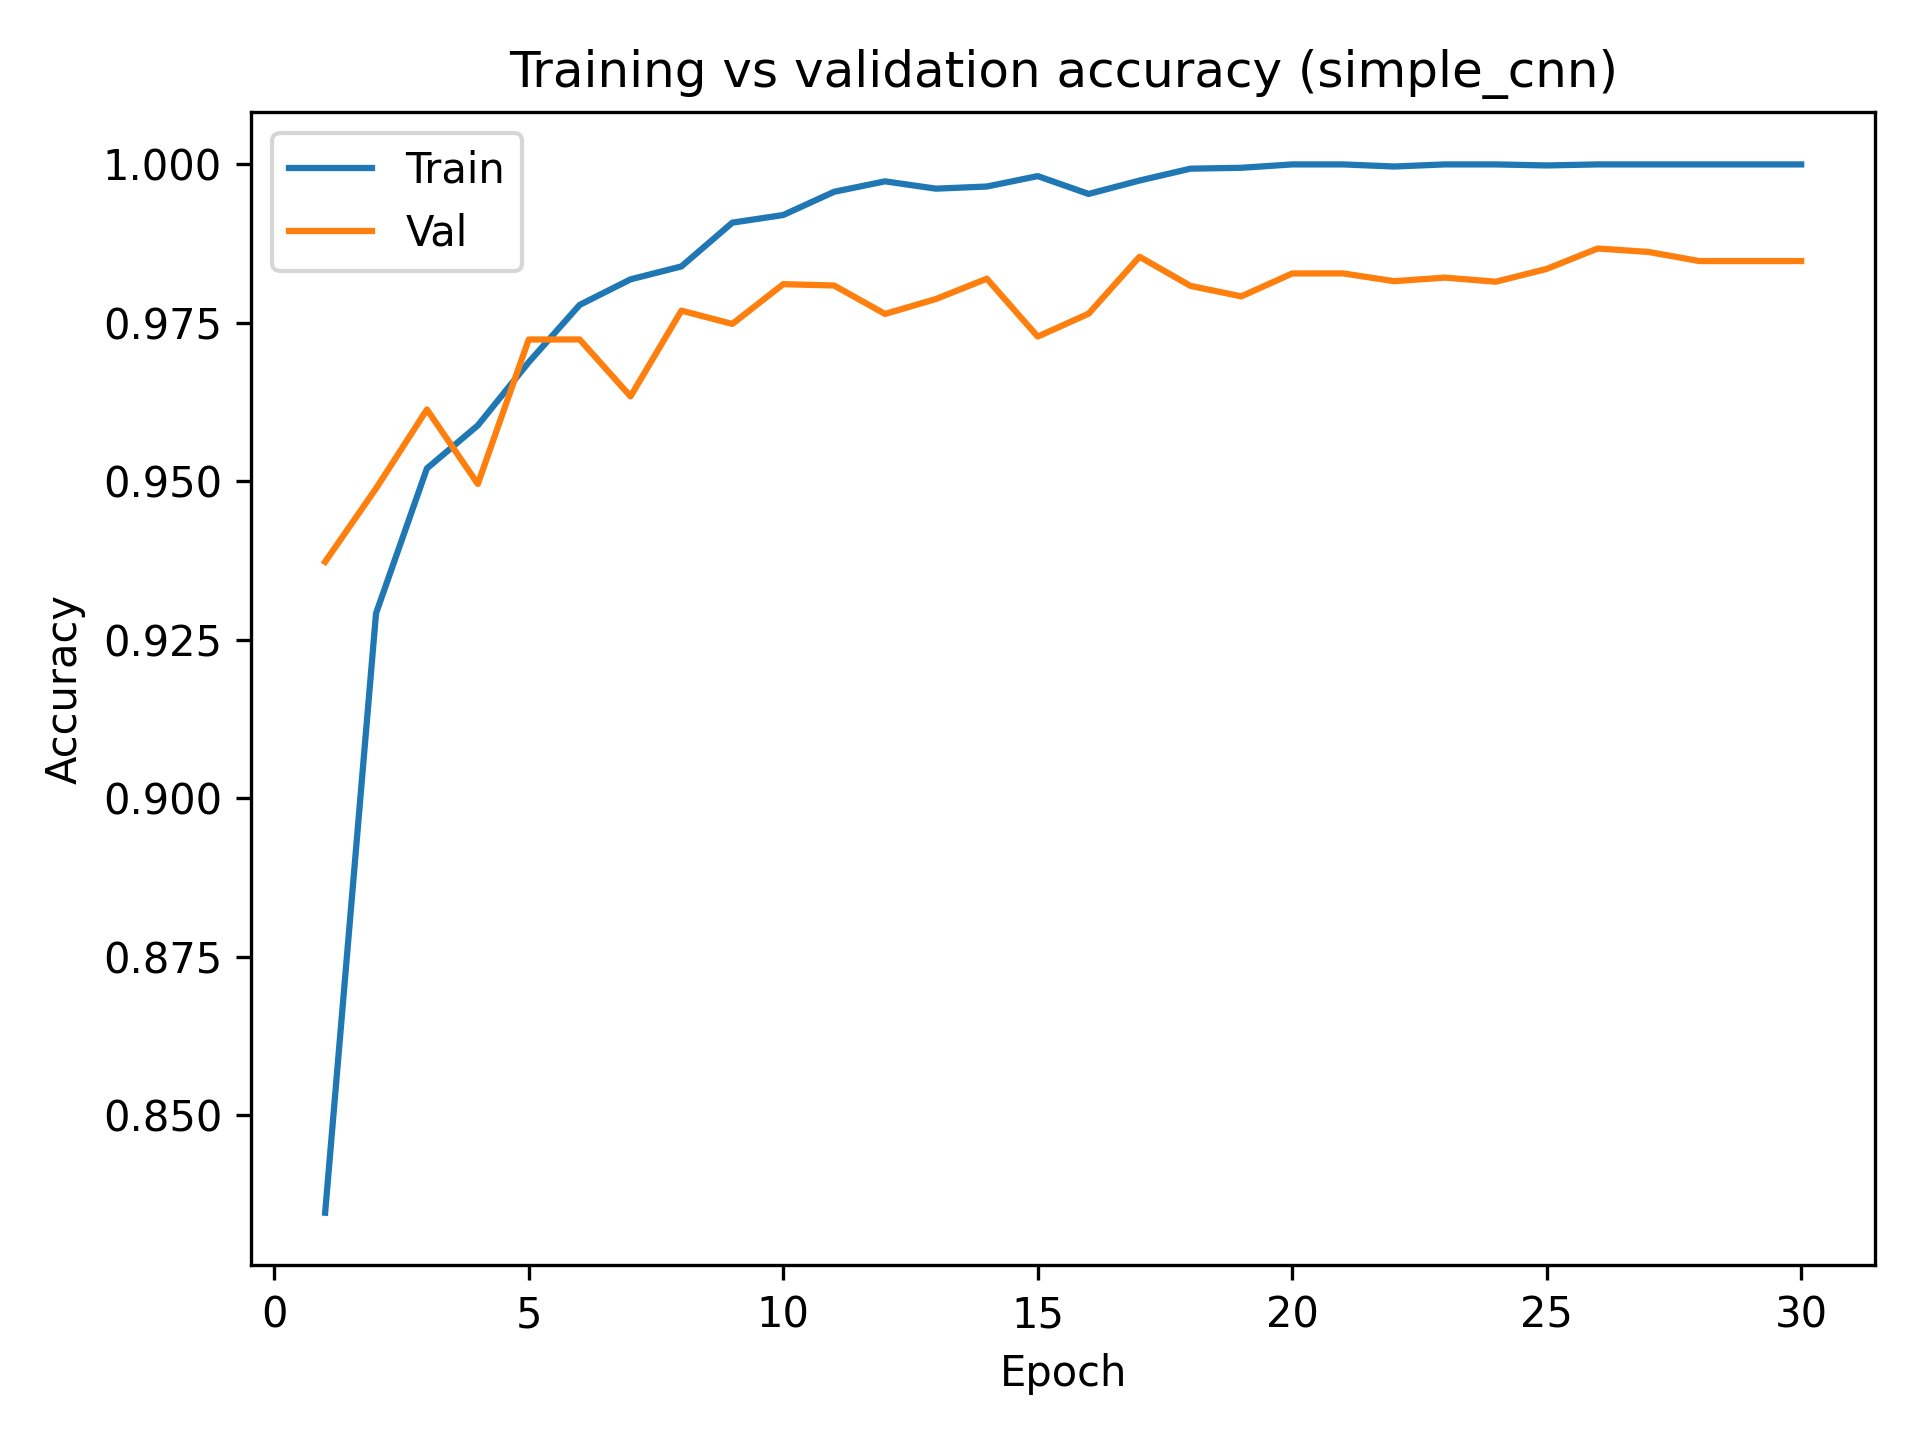 Training vs validation accuracy (simple_cnn)
Train
Val
1.000
0.975
0.950
0.925
0.900
0.875
0.850
Accuracy
0 5 10 15 20 25 30
Epoch